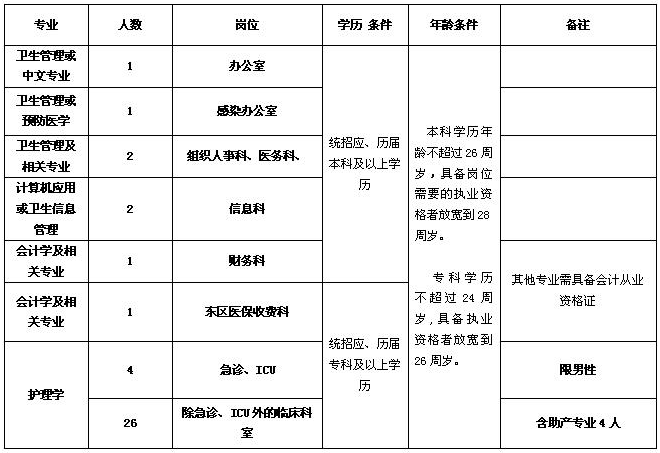 专业 人数 岗位 学历 条件 年龄条件 备注
卫生管理或
中文专业
1 办公室
卫生管理或
预防医学
1 感染办公室
卫生管理及
相关专业
2 组织人事科、医务科、
计算机应用
或卫生信息
管理
2 信息科
会计学及相
关专业
1 财务科
统招应、历届
本科及以上学
历
会计学及相
关专业
1 东区医保收费科
护理学
4 急诊、ICU
26 除急诊、ICU外的临床科
室
统招应、历届
专科及以上学
历
本科学历年
龄不超过26周
岁，具备岗位
需要的执业资
格者放宽到28
周岁。
专科学历
不超过24周
岁,具备执业
资格者放宽到
26周岁。
其他专业需具备会计从业
资格证
限男性
含助产专业4人